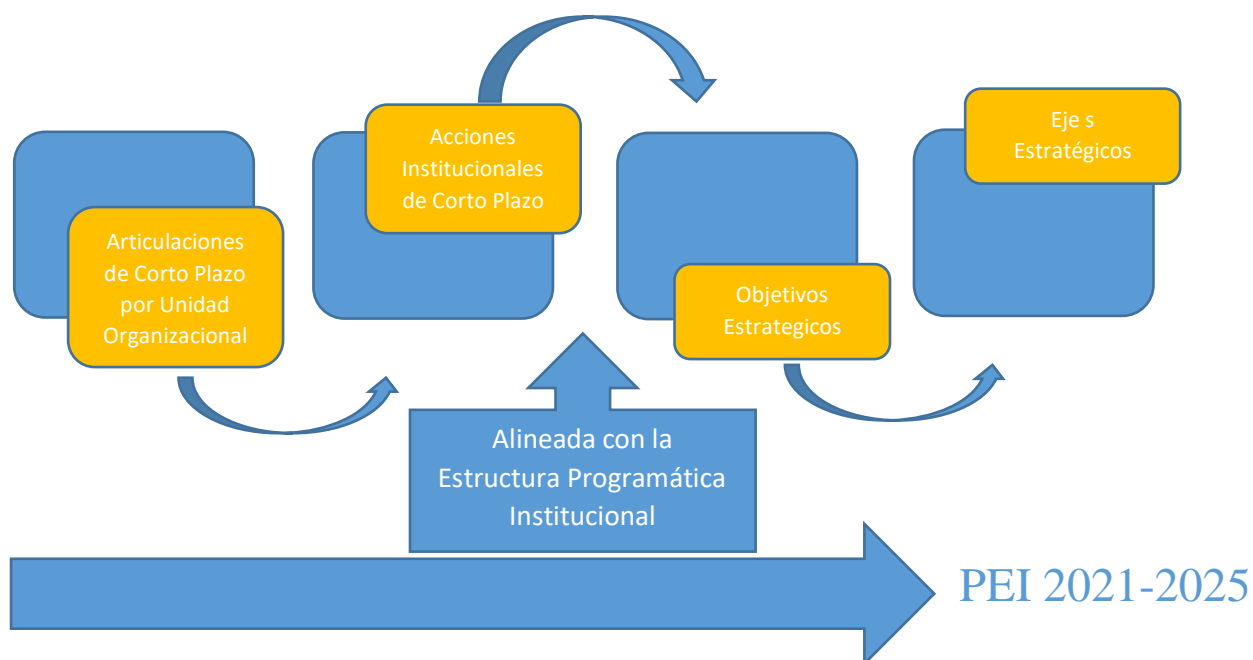 Articulaciones
de Corto Plazo
por Unidad
Organizacional
Acciones
Institucionales
de Corto Plazo
Objetivos
Estrategicos
Eje s
Estratégicos
Alineada con la
Estructura Programática
Institucional
PEI 2021-2025